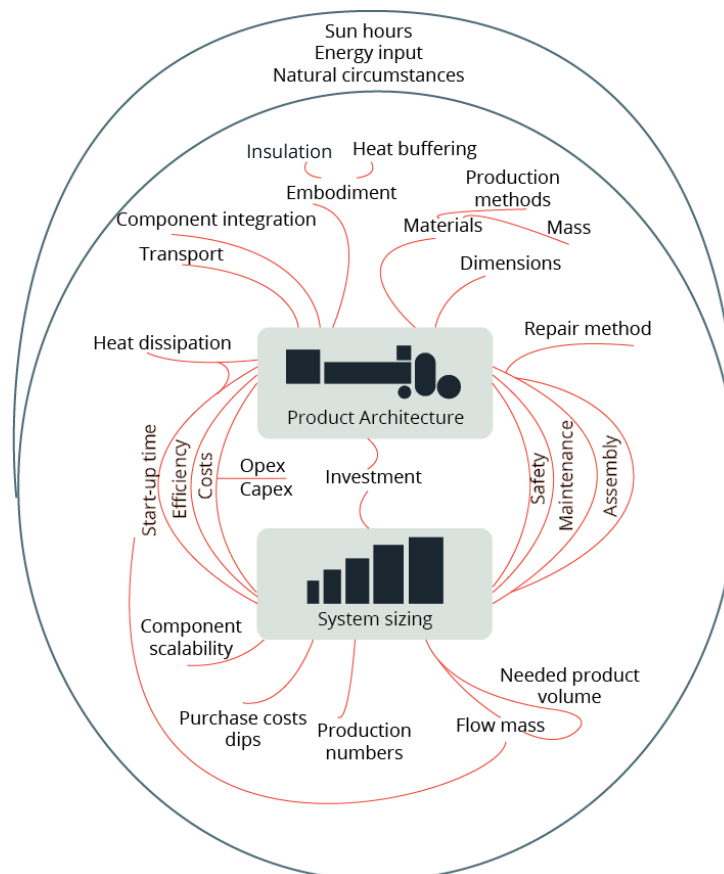 Sun hours
Energy input
Natural circumstances
Insulation
Heat buffering
Embodiment
Production
methods
Component integration
Materials
Mass
Transport
Dimensions
Heat dissipation
Repair method
Product Architecture
Start-up time
Efficiency
Costs
Opex
Capex
Investment
Safety
Maintenance
Assembly
System sizing
Component
scalability
Needed product
volume
Purchase costs
dips
Production
numbers
Flow mass